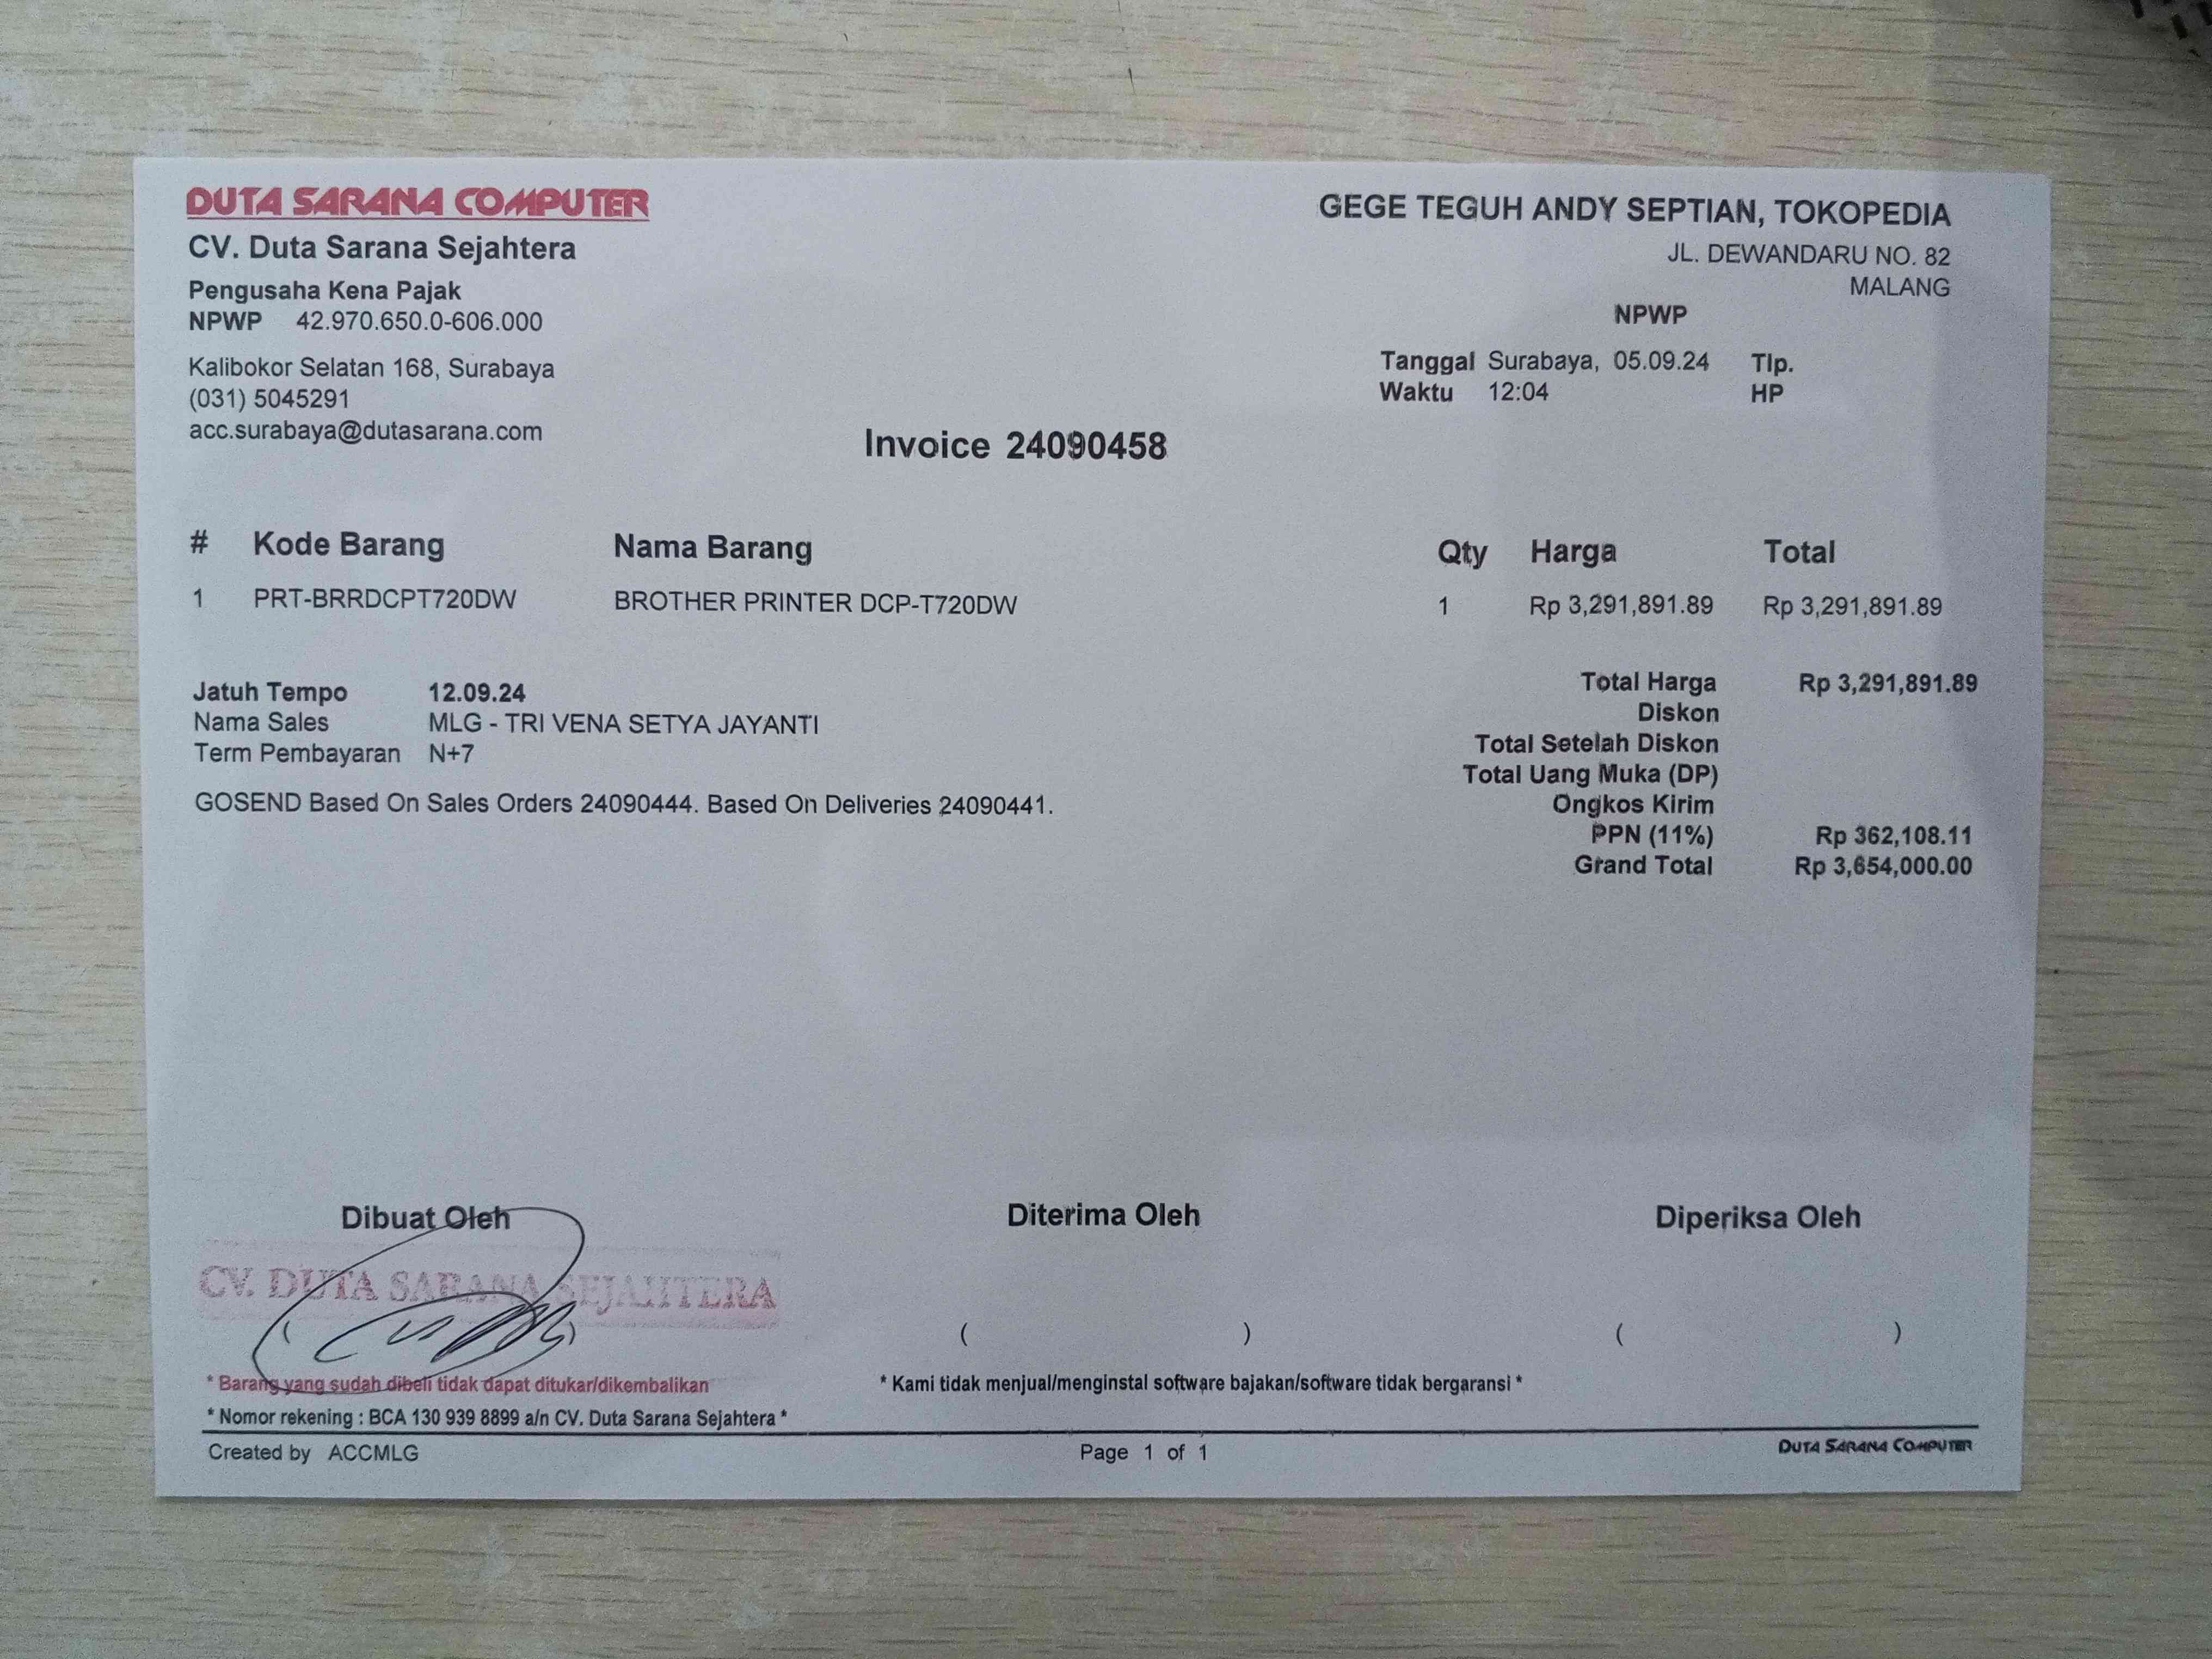 DUTA SARANA COMPUTER
CV. Duta Sarana Sejahtera
Pengusaha Kena Pajak
NPWP 42.970.650.0-606.000
Kalibokor Selatan 168, Surabaya
(031) 5045291
acc.surabaya@dutasarana.com
GEGE TEGUH ANDY SEPTIAN, TOKOPEDIA
JL. DEWANDARU NO. 82
MALANG
NPWP
Tanggal Surabaya, 05.09.24 Tlp.
Waktu 12:04 HP
Invoice 24090458
# Kode Barang Nama Barang Qty Harga Total
1 PRT-BRRDCPT720DW BROTHER PRINTER DCP-T720DW 1 Rp 3,291,891.89 Rp 3,291,891.89
Jatuh Tempo 12.09.24
Nama Sales MLG - TRI VENA SETYA JAYANTI
Term Pembayaran N+7
GOSEND Based On Sales Orders 24090444. Based On Deliveries 24090441.
Total Harga Rp 3,291,891.89
Diskon
Total Setelah Diskon
Total Uang Muka (DP)
Ongkos Kirim
PPN (11%) Rp 362,108.11
Grand Total Rp 3,654,000.00
Dibuat Oleh Diterima Oleh Diperiksa Oleh
CV. DUTA SARANA SEJAHTERA
( ) ( ) ( )
* Barang yang sudah dibeli tidak dapat ditukar/dikembalikan * Kami tidak menjual/menginstal software bajakan/software tidak bergaransi *
* Nomor rekening : BCA 130 939 8899 a/n CV. Duta Sarana Sejahtera *
Created by ACCMLG Page 1 of 1 DUTA SARANA COMPUTER